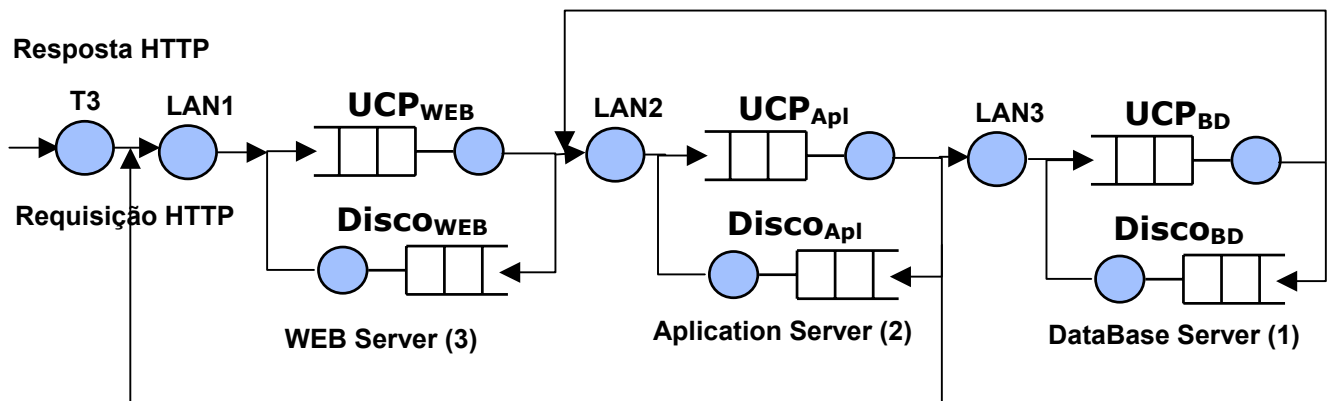 Resposta HTTP
T3
LAN1
UCPWEB
LAN2
UCPApl
LAN3
UCPBD
Requisição HTTP
DiscoWEB
DiscoApl
DiscoBD
WEB Server (3)
Aplication Server (2)
DataBase Server (1)